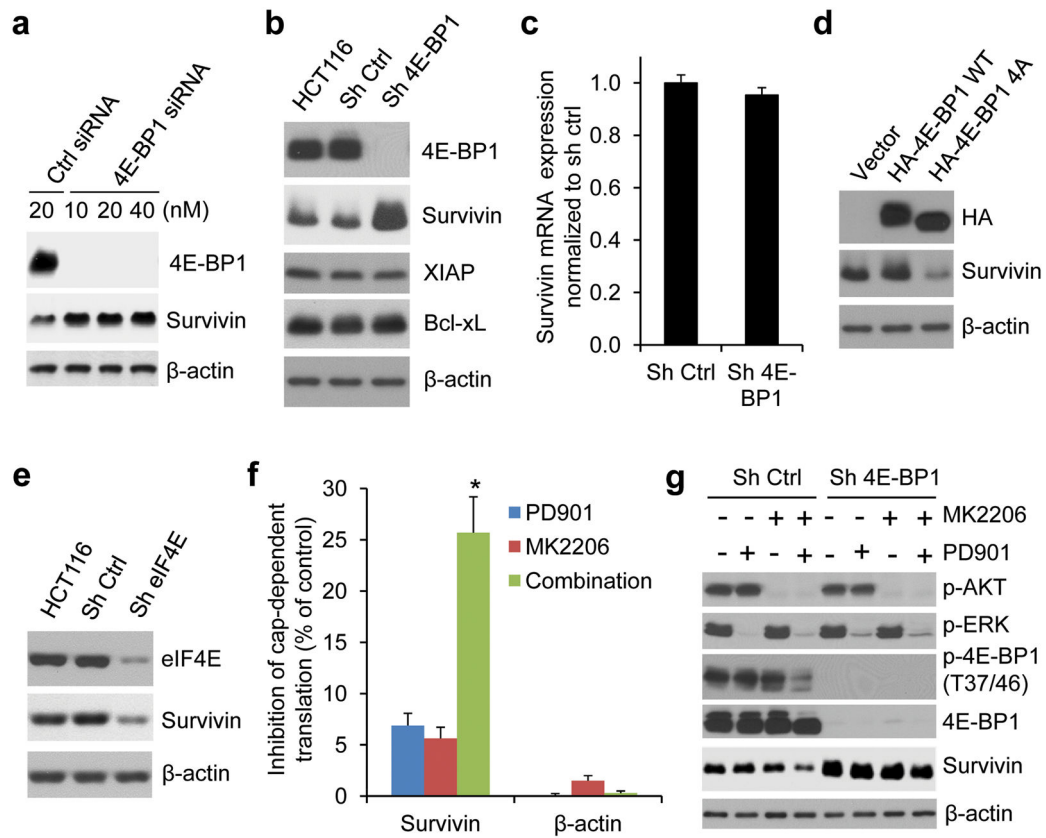 a
Ctrl siRNA
4E-BP1 siRNA
20 10 20 40 (nM)
4E-BP1
Survivin
β-actin
b
HCT116
Sh Ctrl
Sh 4E-BP1
4E-BP1
Survivin
XIAP
Bcl-xL
β-actin
c
Survivin mRNA expression
normalized to sh ctrl
1.0
0.8
0.6
0.4
0.2
0.0
Sh Ctrl
Sh 4E-
BP1
d
Vector
HA-4E-BP1 WT
HA-4E-BP1 4A
HA
Survivin
β-actin
e
HCT116
Sh Ctrl
Sh eIF4E
eIF4E
Survivin
β-actin
f
Inhibition of cap-dependent
translation (% of control)
30
25
20
15
10
5
0
*
PD901
MK2206
Combination
Survivin
β-actin
g
Sh Ctrl Sh 4E-BP1
- - + + - - + + MK2206
- + - + - + - + PD901
p-AKT
p-ERK
p-4E-BP1
(T37/46)
4E-BP1
Survivin
β-actin